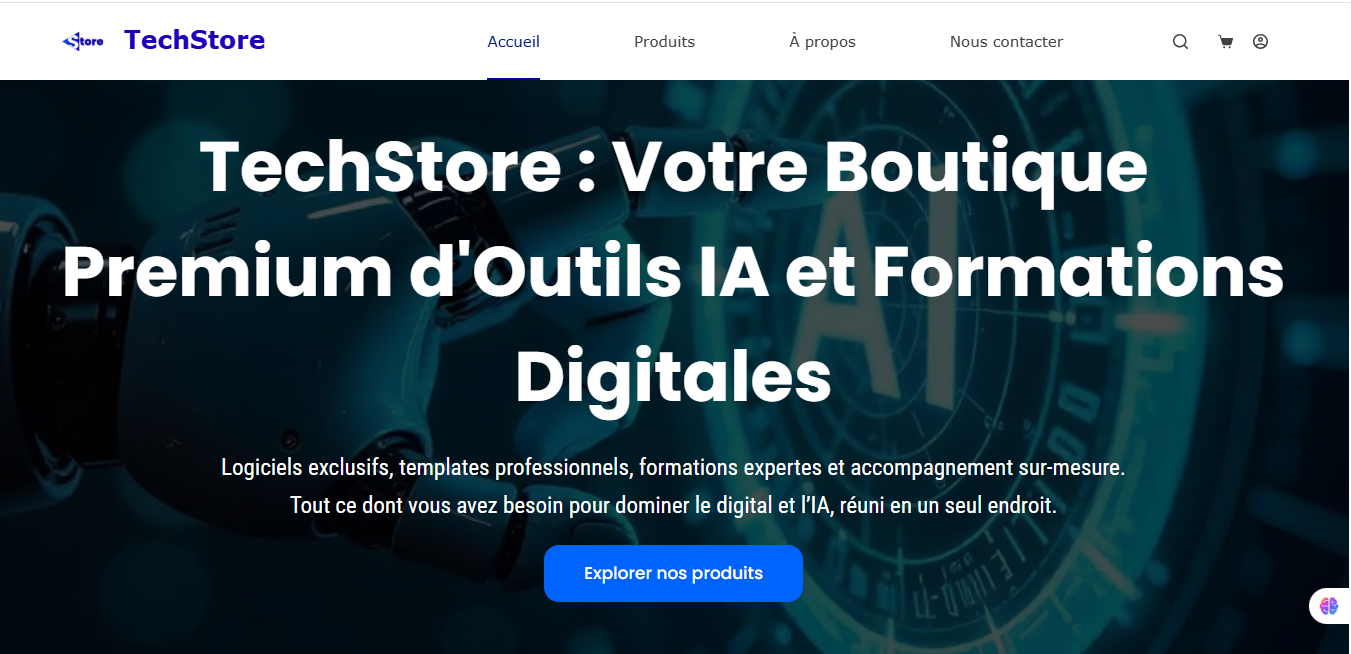 Store TechStore Accueil Produits À propos Nous contacter
TechStore : Votre Boutique
Premium d'Outils IA et Formations
Digitales
AI
Logiciels exclusifs, templates professionnels, formations expertes et accompagnement sur-mesure.
Tout ce dont vous avez besoin pour dominer le digital et l’IA, réuni en un seul endroit.
Explorer nos produits